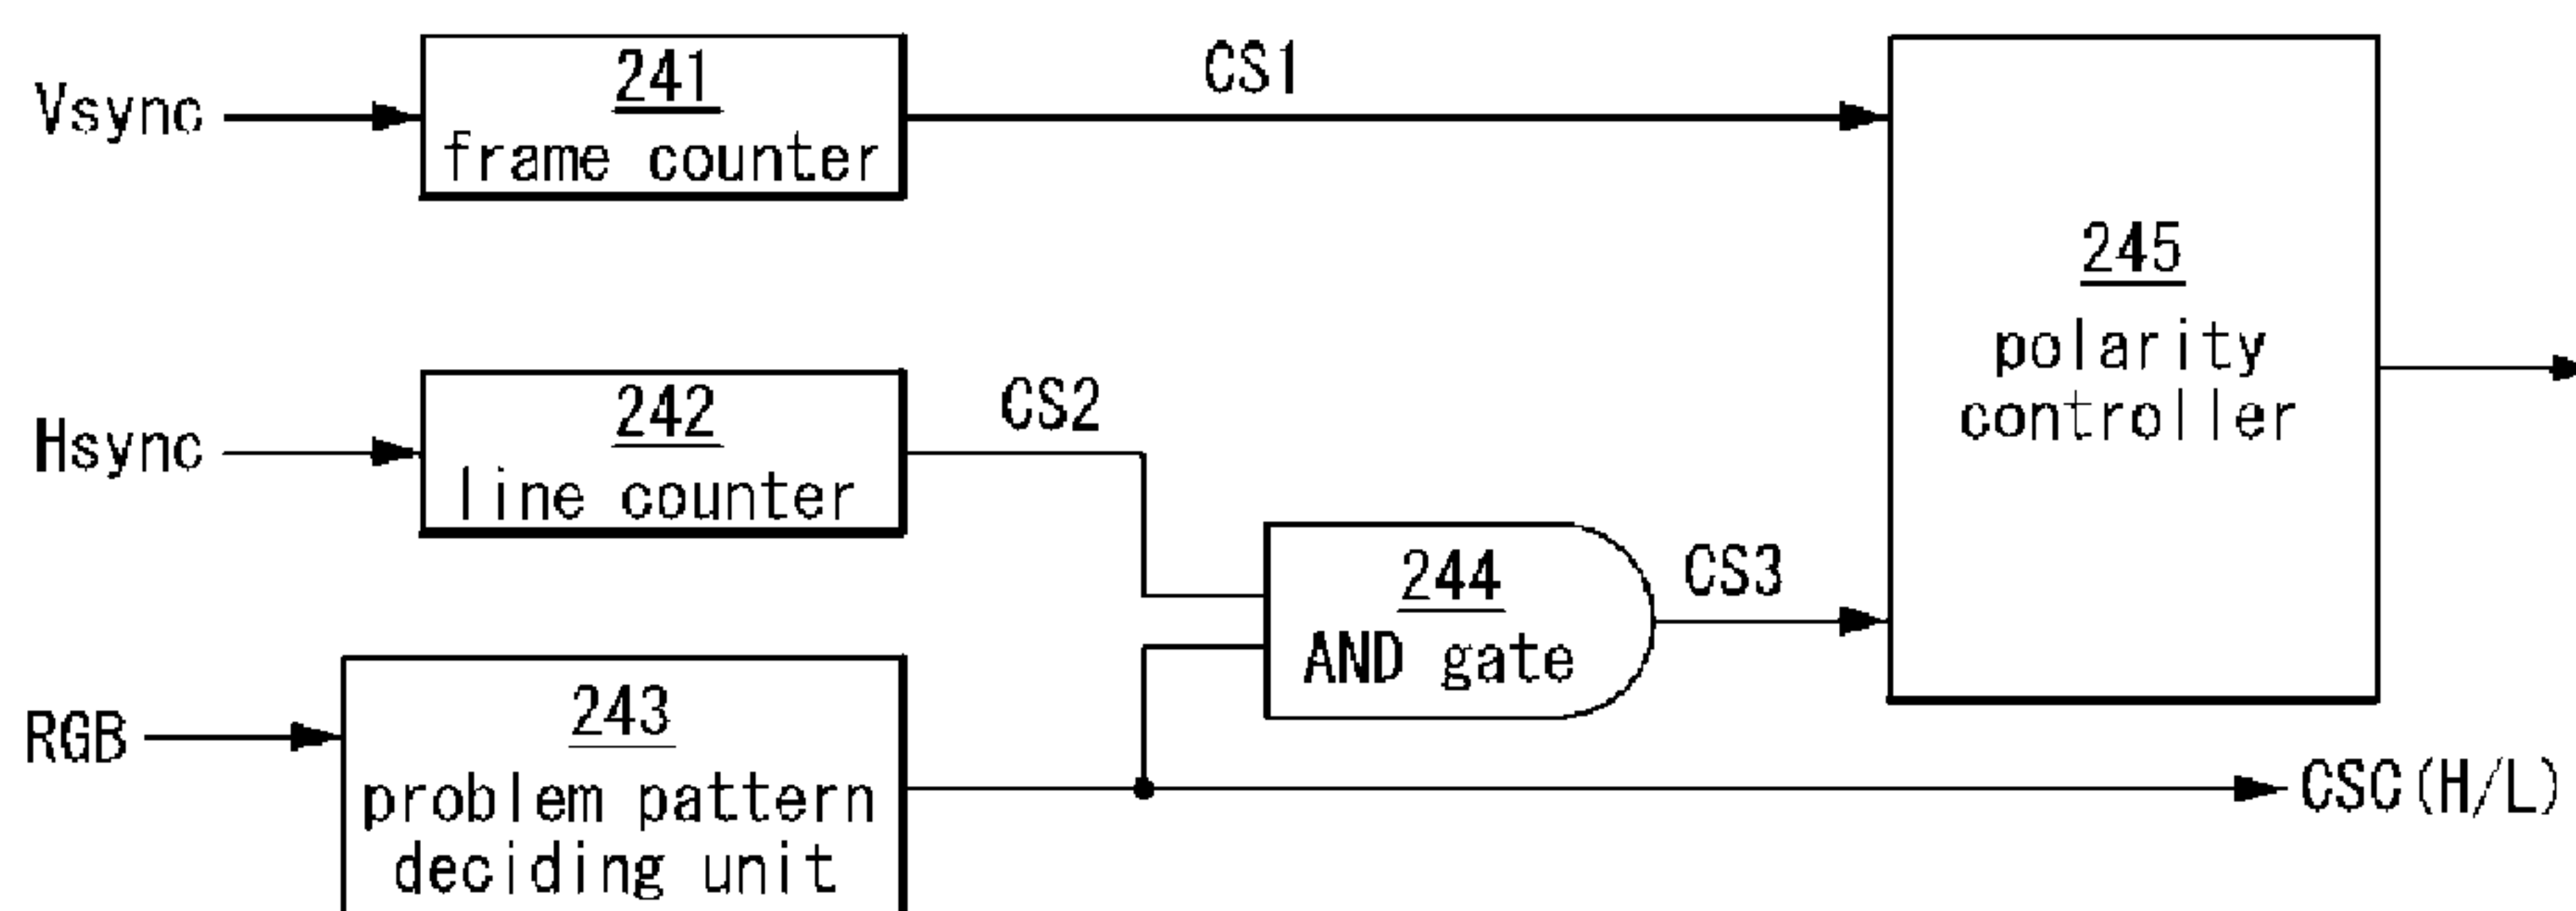 Vsync
241
frame counter
CS1
245
polarity
controller
Hsync
242
line counter
CS2
244
AND gate
CS3
RGB
243
problem pattern
deciding unit
CSC(H/L)